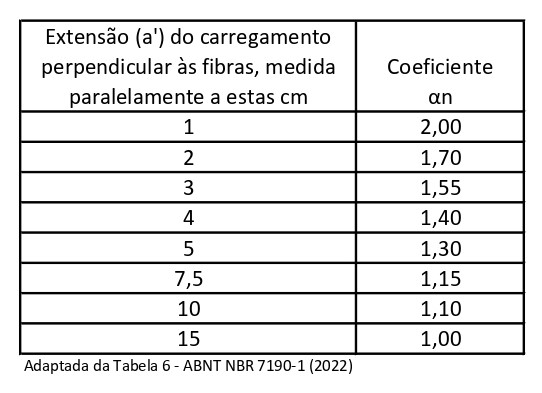 Extensão (a') do carregamento
perpendicular às fibras, medida
paralelamente a estas cm
Coeficiente
αn
1 2,00
2 1,70
3 1,55
4 1,40
5 1,30
7,5 1,15
10 1,10
15 1,00
Adaptada da Tabela 6 - ABNT NBR 7190-1 (2022)